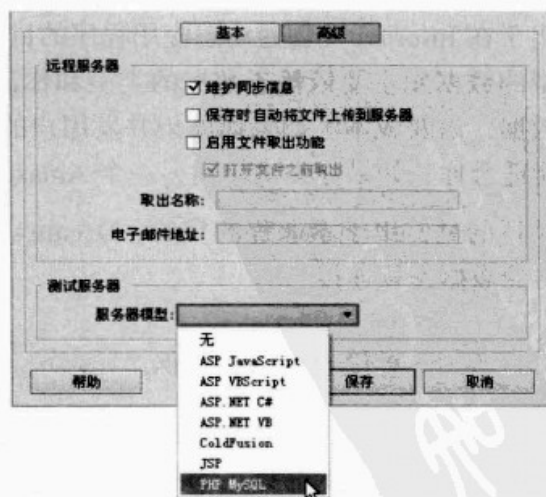 基本 高级
远程服务器
维护同步信息
保存时自动将文件上传到服务器
启用文件取出功能
打开文件之前取出
取出名称:
电子邮件地址:
测试服务器
服务器模型:
无
ASP JavaScript
ASP VBScript
ASP.NET C#
ASP.NET VB
ColdFusion
JSP
PHP MySQL
帮助 保存 取消